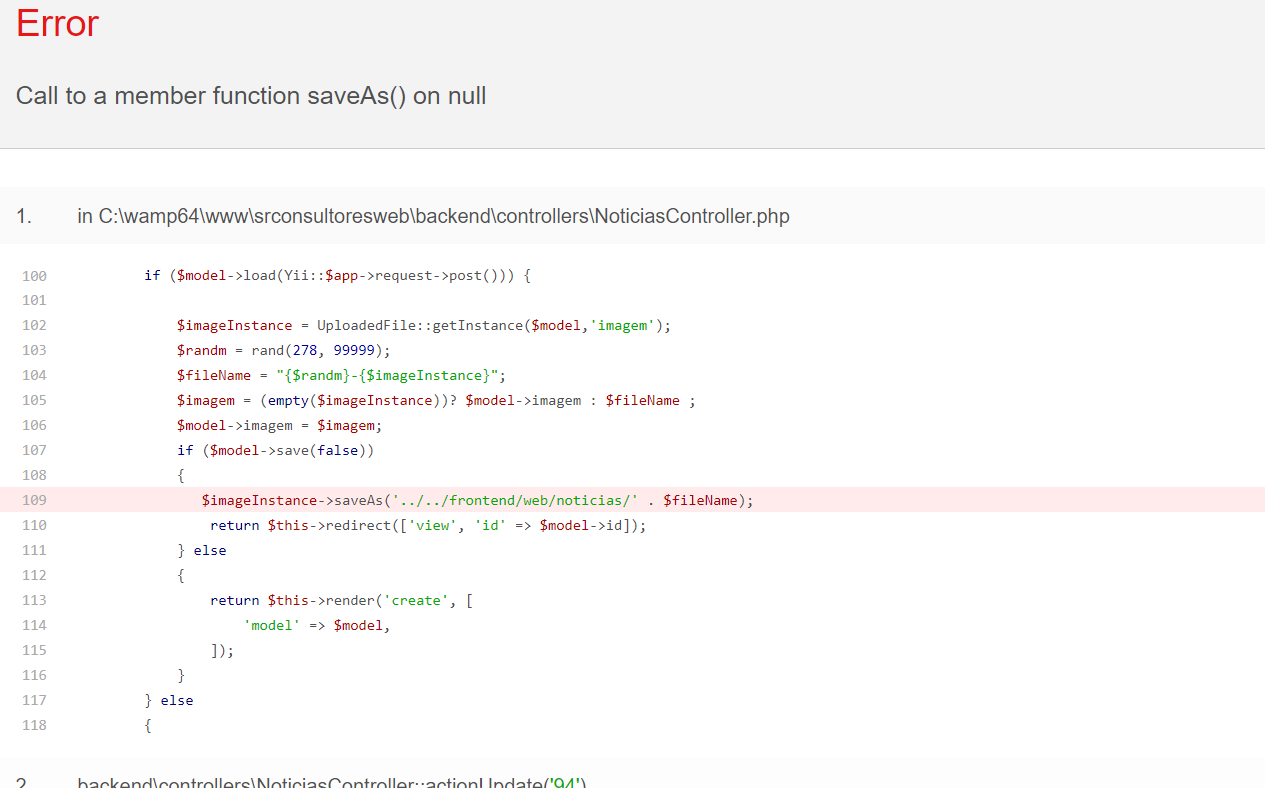 Error
Call to a member function saveAs() on null
1. in C:\wamp64\www\srconsultoresweb\backend\controllers\NoticiasController.php
100 if ($model->load(Yii::$app->request->post())) {
101
102 $imageInstance = UploadedFile::getInstance($model,'imagem');
103 $randm = rand(278, 99999);
104 $fileName = "{$randm}-{$imageInstance}";
105 $imagem = (empty($imageInstance))? $model->imagem : $fileName ;
106 $model->imagem = $imagem;
107 if ($model->save(false))
108 {
109 $imageInstance->saveAs('../../frontend/web/noticias/' . $fileName);
110 return $this->redirect(['view', 'id' => $model->id]);
111 } else
112 {
113 return $this->render('create', [
114 'model' => $model,
115 ]);
116 }
117 } else
118 {
2. backend\controllers\NoticiasController::actionUpdate('94')